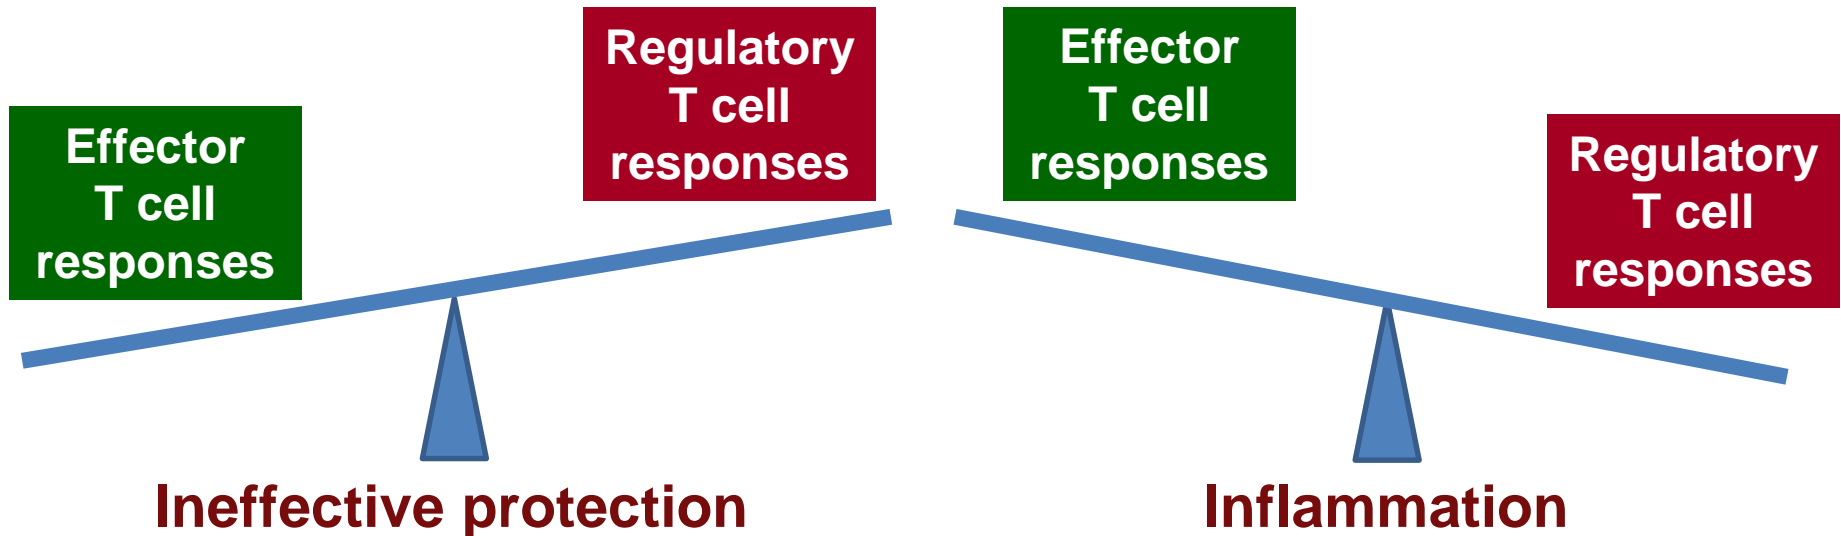 Effector
T cell
responses
Regulatory
T cell
responses
Ineffective protection
Effector
T cell
responses
Regulatory
T cell
responses
Inflammation